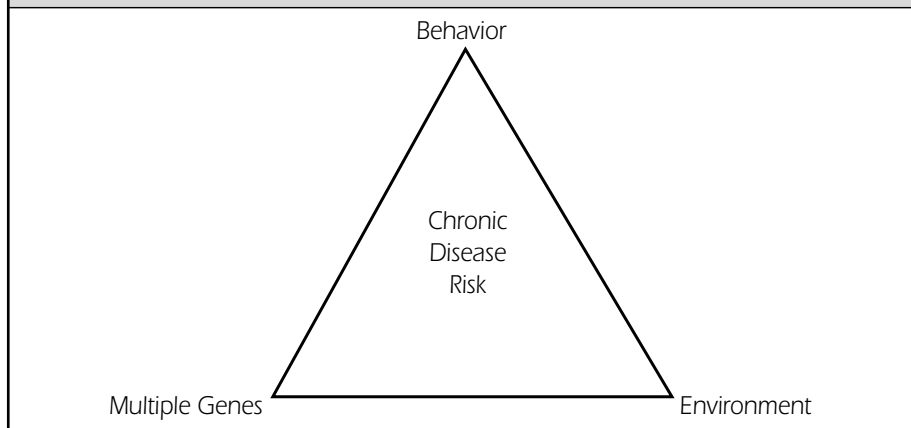 Behavior
Chronic
Disease
Risk
Multiple Genes
Environment